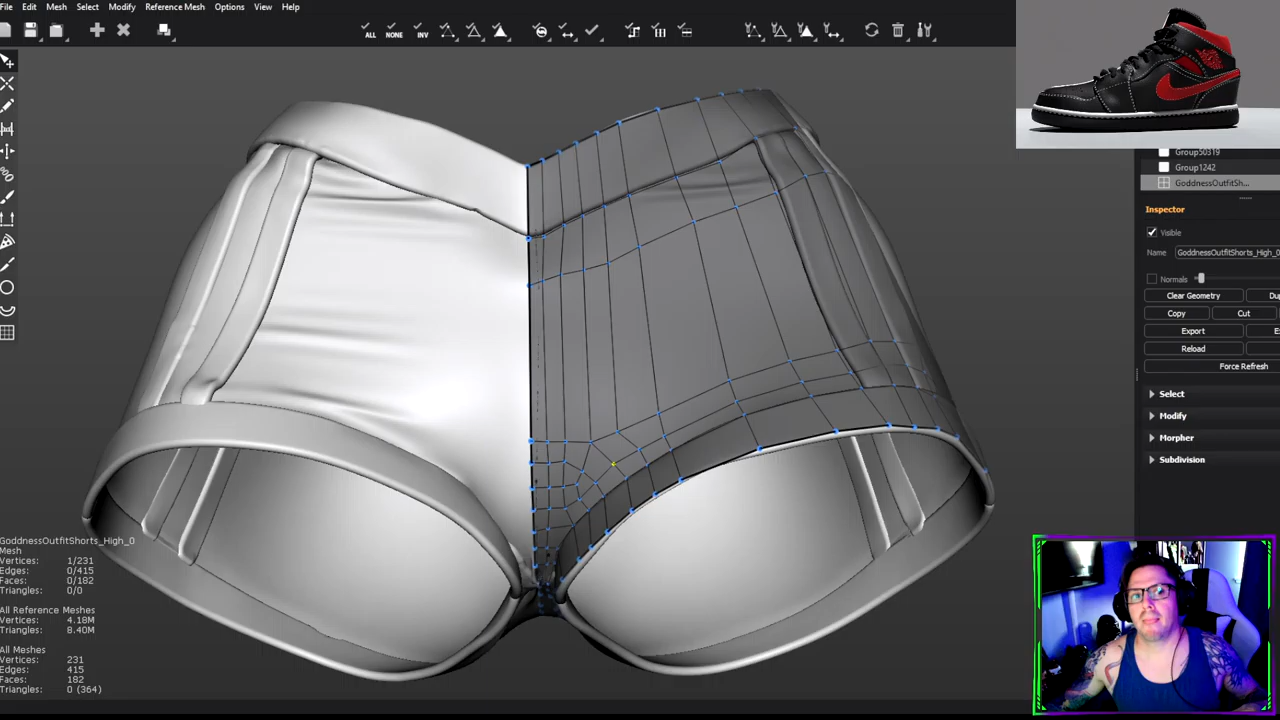 File Edit Mesh Select Modify Reference Mesh Options View Help
ALL NONE INV
Group50319
Group1242
GoddnessOutfitSh...
Inspector
Visible
Name GoddnessOutfitShorts_High_0
Normals
Clear Geometry
Copy Cut
Export
Reload
Force Refresh
Select
Modify
Morpher
Subdivision
GoddnessOutfitShorts_High_0
Mesh
Vertices: 1/231
Edges: 0/415
Faces: 0/182
Triangles: 0/0
All Reference Meshes
Vertices: 4.18M
Triangles: 8.40M
All Meshes
Vertices: 231
Edges: 415
Faces: 182
Triangles: 0 (364)